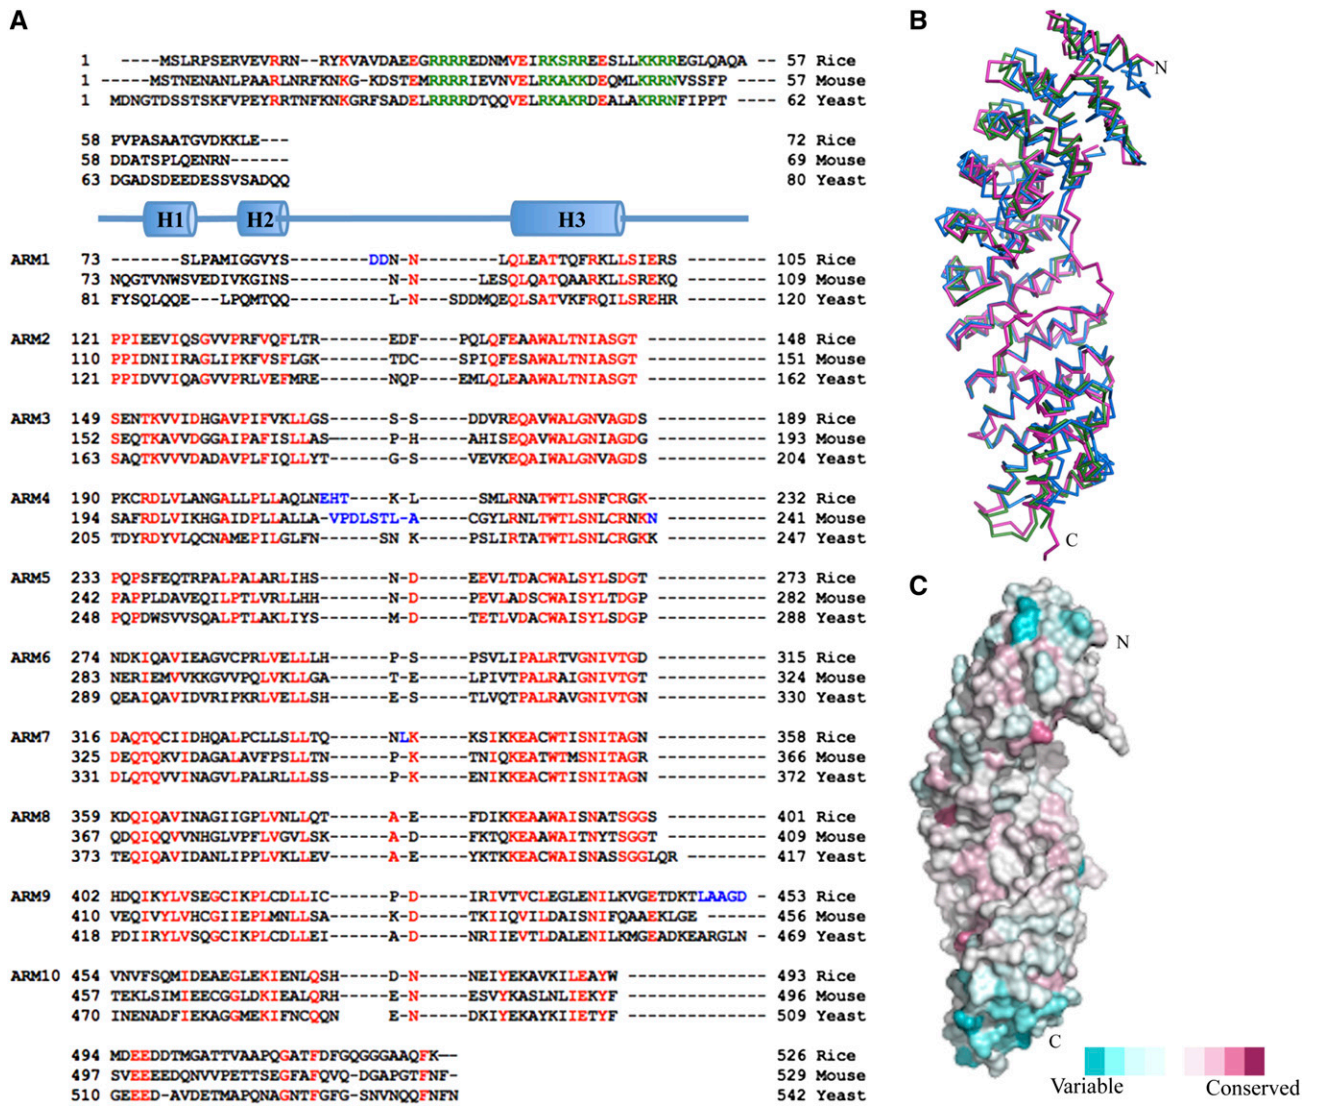 A
1 -----MSLRPSERVEVRRN--RYKVAVDAEEGRRRREDNMVEIRKSRREESLLKKRREGLQAQA -- 57 Rice
1 -----MSTNENANLPAARLNRFKNKG-KDSTEMRRRRIEVNVELRKAKKDEQMLKRRNVSSFP ---- 57 Mouse
1 MDNGTDSSTSKFVPEYRRTNFKNKGRFSADELRRRRDTQQVELRKAKRDEALAKRRNFIPPT ---- 62 Yeast
58 PVPASAATGVDKKLE--- 72 Rice
58 DDATSPLQENRN------ 69 Mouse
63 DGADSDEEDESSVSADQQ 80 Yeast
H1 H2 H3
ARM1 73 -------SLPAMIGGVYS DDN-N--------LQLEATTQFRKLLSIERS --------- 105 Rice
73 NQGTVNWSVEDIVKGINS----------N-N------LESQLQATQAARKLLSREKQ --------- 109 Mouse
81 FYSQLQQE---LPQMTQQ----------L-N---SDDMQEQLSATVKFRQILSREHR --------- 120 Yeast
ARM2 121 PPIEEVIQSGVVPRFVQFLTR-------EDF----PQLQFEAAWALTNIASGT ---------- 148 Rice
110 PPIDNIIRAGLIPKFVSFLGK-------TDC----SPIQFESAWALTNIASGT ---------- 151 Mouse
121 PPIDVVIQAGVVPRLVEFMRE-------NQP----EMLQLEAAWALTNIASGT ---------- 162 Yeast
ARM3 149 SENTKVVIDHGAVPIFVKLLGS------S-S-----DDVREQAVWALGNVAGDS ---------- 189 Rice
152 SEQTKAVVDGGAIPAFISLLAS------P-H-----AHISEQAVWALGNIAGDG ---------- 193 Mouse
163 SAQTKVVVDADAVPLFIQLLYT------G-S-----VEVKEQAIWALGNVAGDS ---------- 204 Yeast
ARM4 190 PKCRDLVLANGALLPLLAQLNEHT----K-L-----SMLRNATWTLSNFCRGK ---------- 232 Rice
194 SAFRDLVIKHGAIDPLLALLA-VPDLSTL-A-----CGYLRNLTWTLSNLCRNKN --------- 241 Mouse
205 TDYRDYVLQCNAMEPILGLFN------SN K-----PSLIRTATWTLSNLCRGKK --------- 247 Yeast
ARM5 233 PQPSFEQTRPALPALARLIHS-------N-D-----EEVLTDACWALSYLSDGT ---------- 273 Rice
242 PAPPLDAVEQILPTLVRLLHH-------N-D-----PEVLADSCWAISYLTDGP ---------- 282 Mouse
248 PQPDWSVVSQALPTLAKLIYS-------M-D-----TETLVDACWAISYLSDGP ---------- 288 Yeast
ARM6 274 NDKIQAVIEAGVCPRLVELLLH------P-S-----PSVLIPALRTVGNIVTGD ---------- 315 Rice
283 NERIEMVVKKGVVPQLVKLLGA------T-E-----LPIVTPALRAIGNIVTGT ---------- 324 Mouse
289 QEAIQAVIDVRIPKRLVELLSH------E-S-----TLVQTPALRAVGNIVTGN ---------- 330 Yeast
ARM7 316 DAQTQCIIDHQALPCLLSLLTQ------NLK-----KSIKKEACWTISNITAGN ---------- 358 Rice
325 DEQTQKVIDAGALAVFPSLLTN------P-K-----TNIQKEATWTMSNITAGR ---------- 366 Mouse
331 DLQTQVVINAGVLPALRLLLSS------P-K-----ENIKKEACWTISNITAGN ---------- 372 Yeast
ARM8 359 KDQIQAVINAGIIGPLVNLLQT------A-E-----FDIKKEAAWAISNATSGGS --------- 401 Rice
367 QDQIQQVVNHGLVPFLVGVLSK------A-D-----FKTQKEAAWAITNYTSGGT --------- 409 Mouse
373 TEQIQAVIDANLIPPLVKLLEV------A-E-----YKTKKEACWAISNASSGGLQR ------- 417 Yeast
ARM9 402 HDQIKYLVSEGCIKPLCDLLIC------P-D-----IRIVTVCLEGLENILKVGETDKTLAAGD - 453 Rice
410 VEQIVYLVHCGIIEPLMNLLSA------K-D-----TKIIQVILDAISNIFQAAEKLGE ------ 456 Mouse
418 PDIIRYLVSQGCIKPLCDLLEI------A-D-----NRIIEVTLDALENILKMGEADKEARGLN - 469 Yeast
ARM10 454 VNVFSQMIDEAEGLEKIENLQSH-----D-N-----NEIYEKAVKILEAYW ------------- 493 Rice
457 TEKLSIMIEECGGLDKIEALQRH-----E-N-----ESVYKASLNLIEKYF ------------- 496 Mouse
470 INENADFIEKAGGMEKIFNCQQN E-N-----DKIYEKAYKIIETYF ------------- 509 Yeast
494 MDEEDDTMGATTVAAPQGATFDFGQGGGAAQFK-- 526 Rice
497 SVEEEEDQNVVPETTSEGFAFQVQ-DGAPGTFNF- 529 Mouse
510 GEEED-AVDETMAPQNAGNTFGFG-SNVNQQFNFN 542 Yeast
B
N
C
C
N
C
Variable Conserved